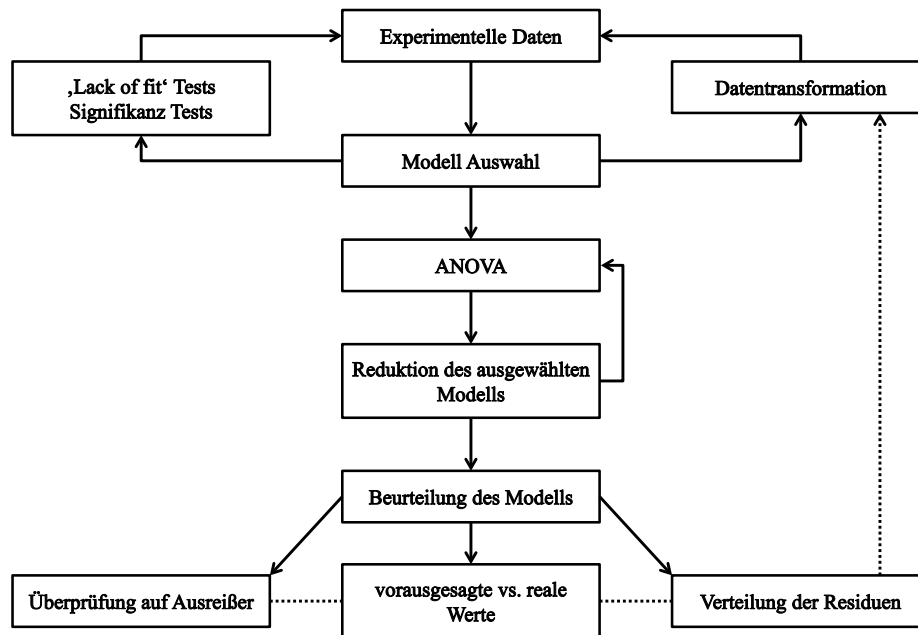 Experimentelle Daten
‚Lack of fit‘ Tests
Signifikanz Tests
Datentransformation
Modell Auswahl
ANOVA
Reduktion des ausgewählten
Modells
Beurteilung des Modells
Überprüfung auf Ausreißer
vorausgesagte vs. reale
Werte
Verteilung der Residuen